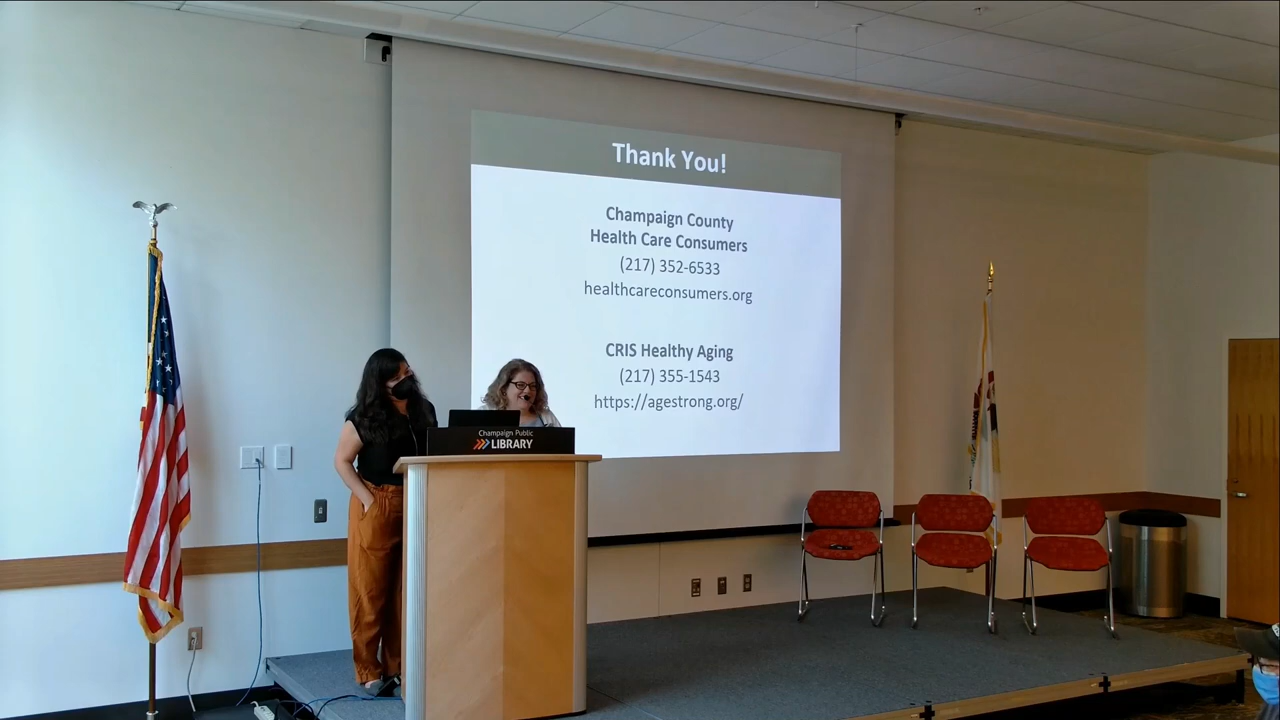 Thank You!
Champaign County
Health Care Consumers
(217) 352-6533
healthcareconsumers.org
CRIS Healthy Aging
(217) 355-1543
https://agestrong.org/
Champaign Public
LIBRARY